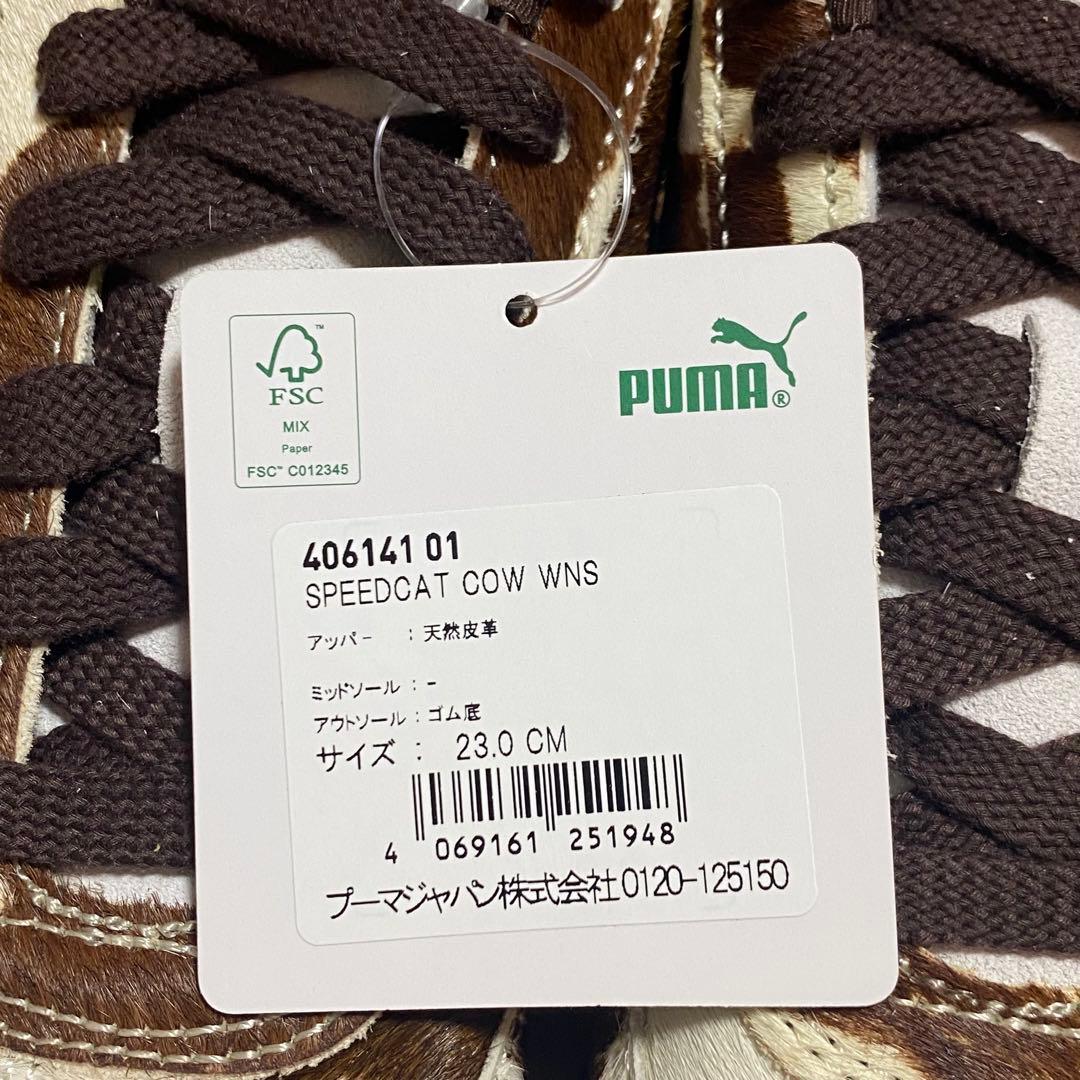 FSC™
MIX
Paper
FSC™ C012345
PUMA®
406141 01
SPEEDCAT COW WNS
アッパー : 天然皮革
ミッドソール : -
アウトソール : ゴム底
サイズ : 23.0 CM
4 069161 251948
プーマジャパン株式会社0120-125150